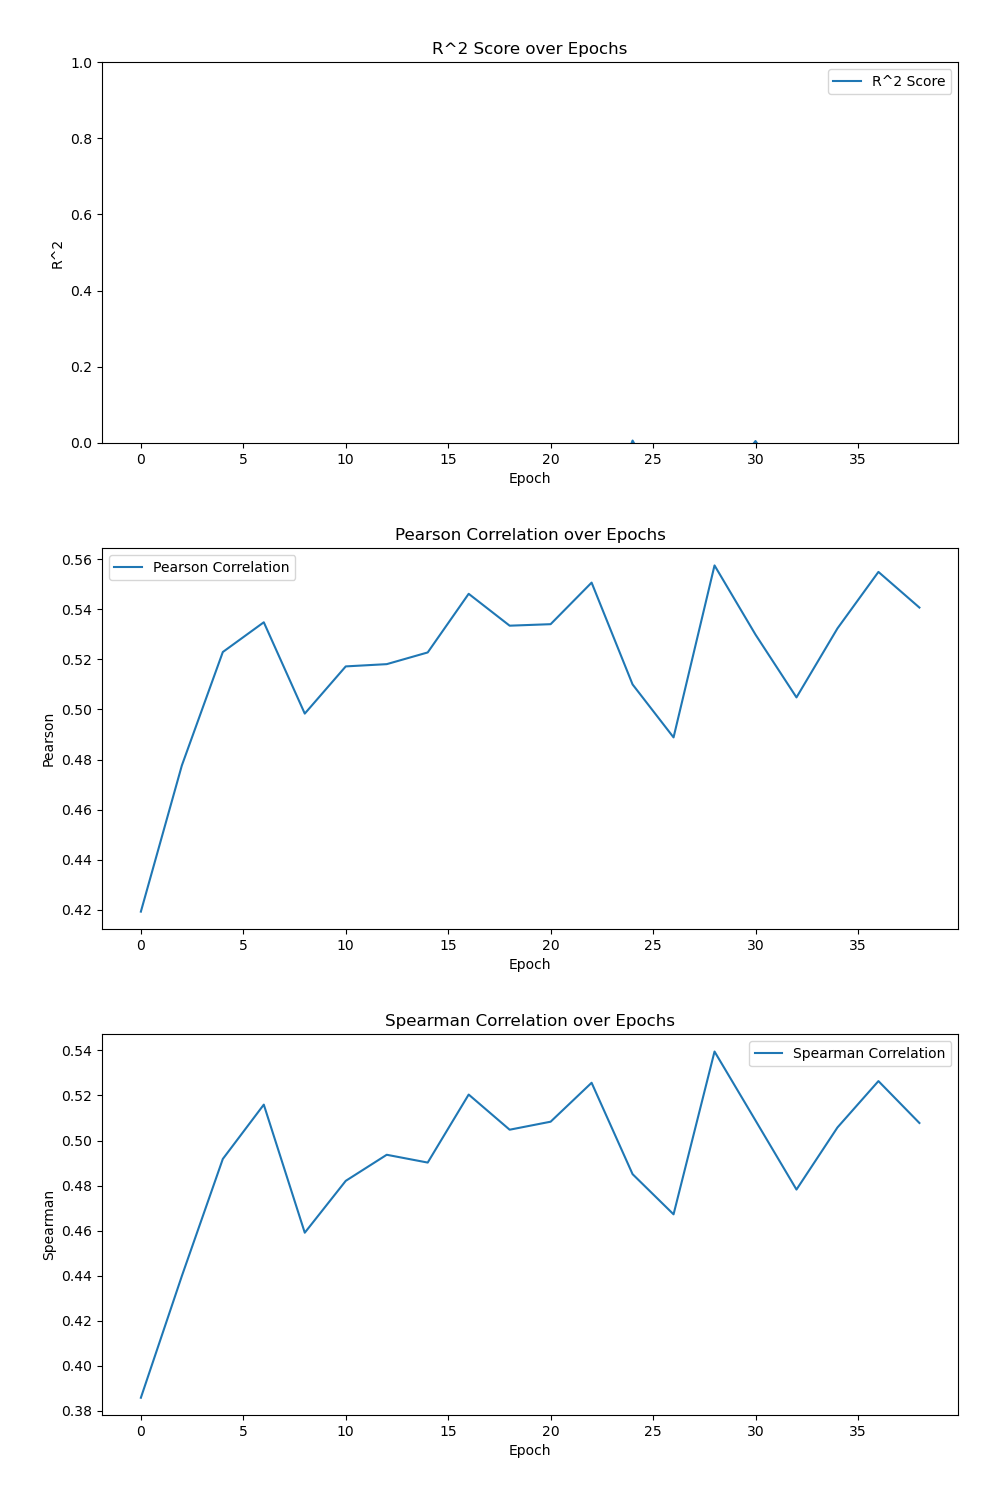 R^2 Score over Epochs
R^2 Score
1.0
0.8
0.6
0.4
0.2
0.0
R^2
0 5 10 15 20 25 30 35
Epoch
Pearson Correlation over Epochs
Pearson Correlation
0.56
0.54
0.52
0.50
0.48
0.46
0.44
0.42
Pearson
0 5 10 15 20 25 30 35
Epoch
Spearman Correlation over Epochs
Spearman Correlation
0.54
0.52
0.50
0.48
0.46
0.44
0.42
0.40
0.38
Spearman
0 5 10 15 20 25 30 35
Epoch